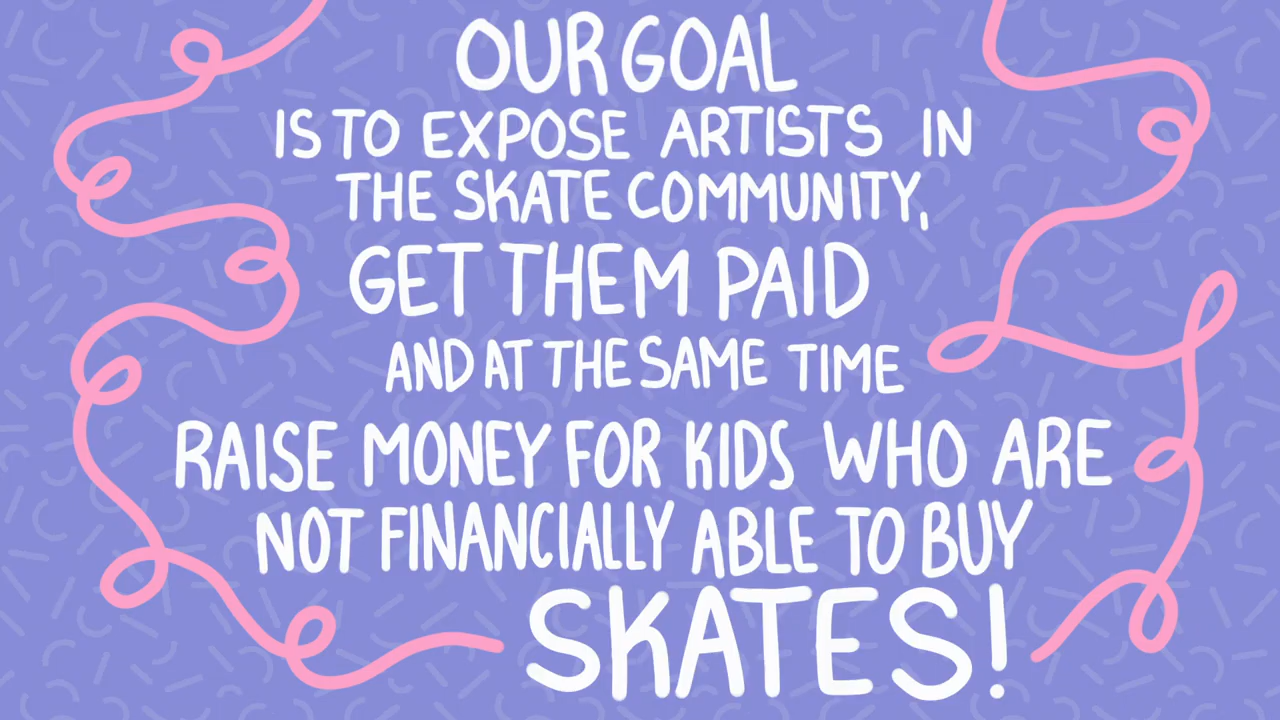 OUR GOAL
IS TO EXPOSE ARTISTS IN
THE SKATE COMMUNITY,
GET THEM PAID
AND AT THE SAME TIME
RAISE MONEY FOR KIDS WHO ARE
NOT FINANCIALLY ABLE TO BUY
SKATES!